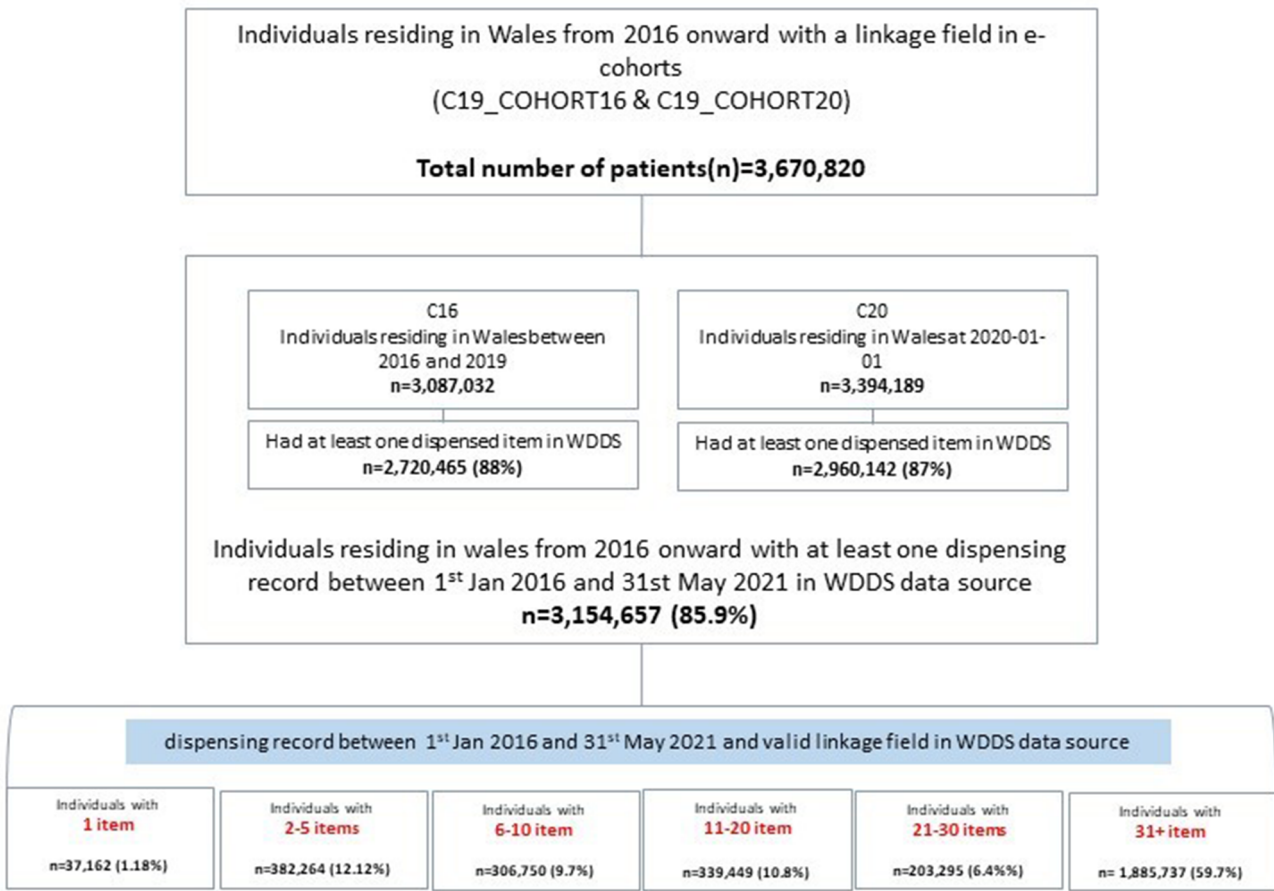 Individuals residing in Wales from 2016 onward with a linkage field in e-
cohorts
(C19_COHORT16 & C19_COHORT20)
Total number of patients(n)=3,670,820
C16
Individuals residing in Walesbetween
2016 and 2019
n=3,087,032
Had at least one dispensed item in WDDS
n=2,720,465 (88%)
C20
Individuals residing in Walesat 2020-01-
01
n=3,394,189
Had at least one dispensed item in WDDS
n=2,960,142 (87%)
Individuals residing in wales from 2016 onward with at least one dispensing
record between 1st Jan 2016 and 31st May 2021 in WDDS data source
n=3,154,657 (85.9%)
dispensing record between 1st Jan 2016 and 31st May 2021 and valid linkage field in WDDS data source
Individuals with
1 item
n=37,162 (1.18%)
Individuals with
2-5 items
n=382,264 (12.12%)
Individuals with
6-10 item
n=306,750 (9.7%)
Individuals with
11-20 item
n=339,449 (10.8%)
Individuals with
21-30 items
n=203,295 (6.4%%)
Individuals with
31+ item
n= 1,885,737 (59.7%)